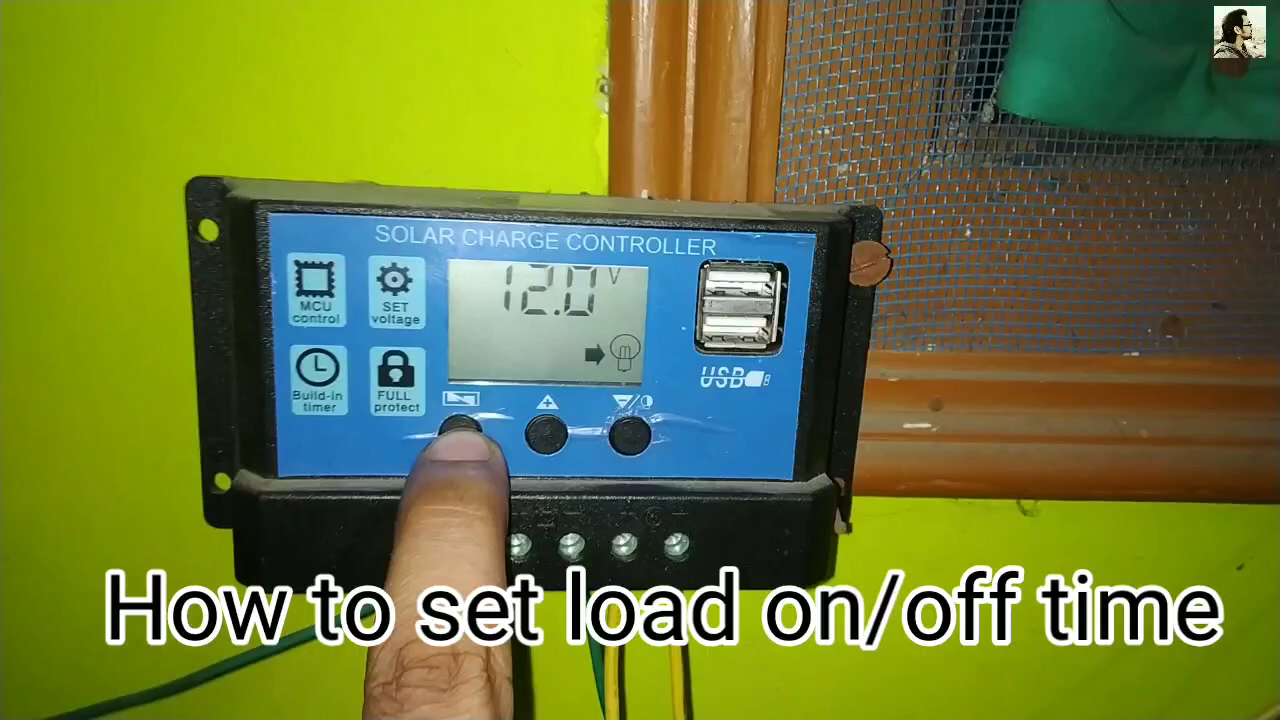 SOLAR CHARGE CONTROLLER
MCU
control
SET
voltage
12.0 V
Build-in
timer
FULL
protect
USB
How to set load on/off time